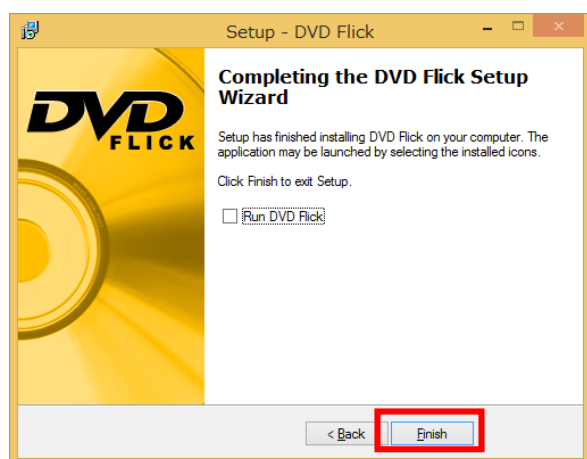 Setup - DVD Flick
DVD
FLICK
Completing the DVD Flick Setup
Wizard
Setup has finished installing DVD Flick on your computer. The
application may be launched by selecting the installed icons.
Click Finish to exit Setup.
Run DVD Flick
< Back
Finish